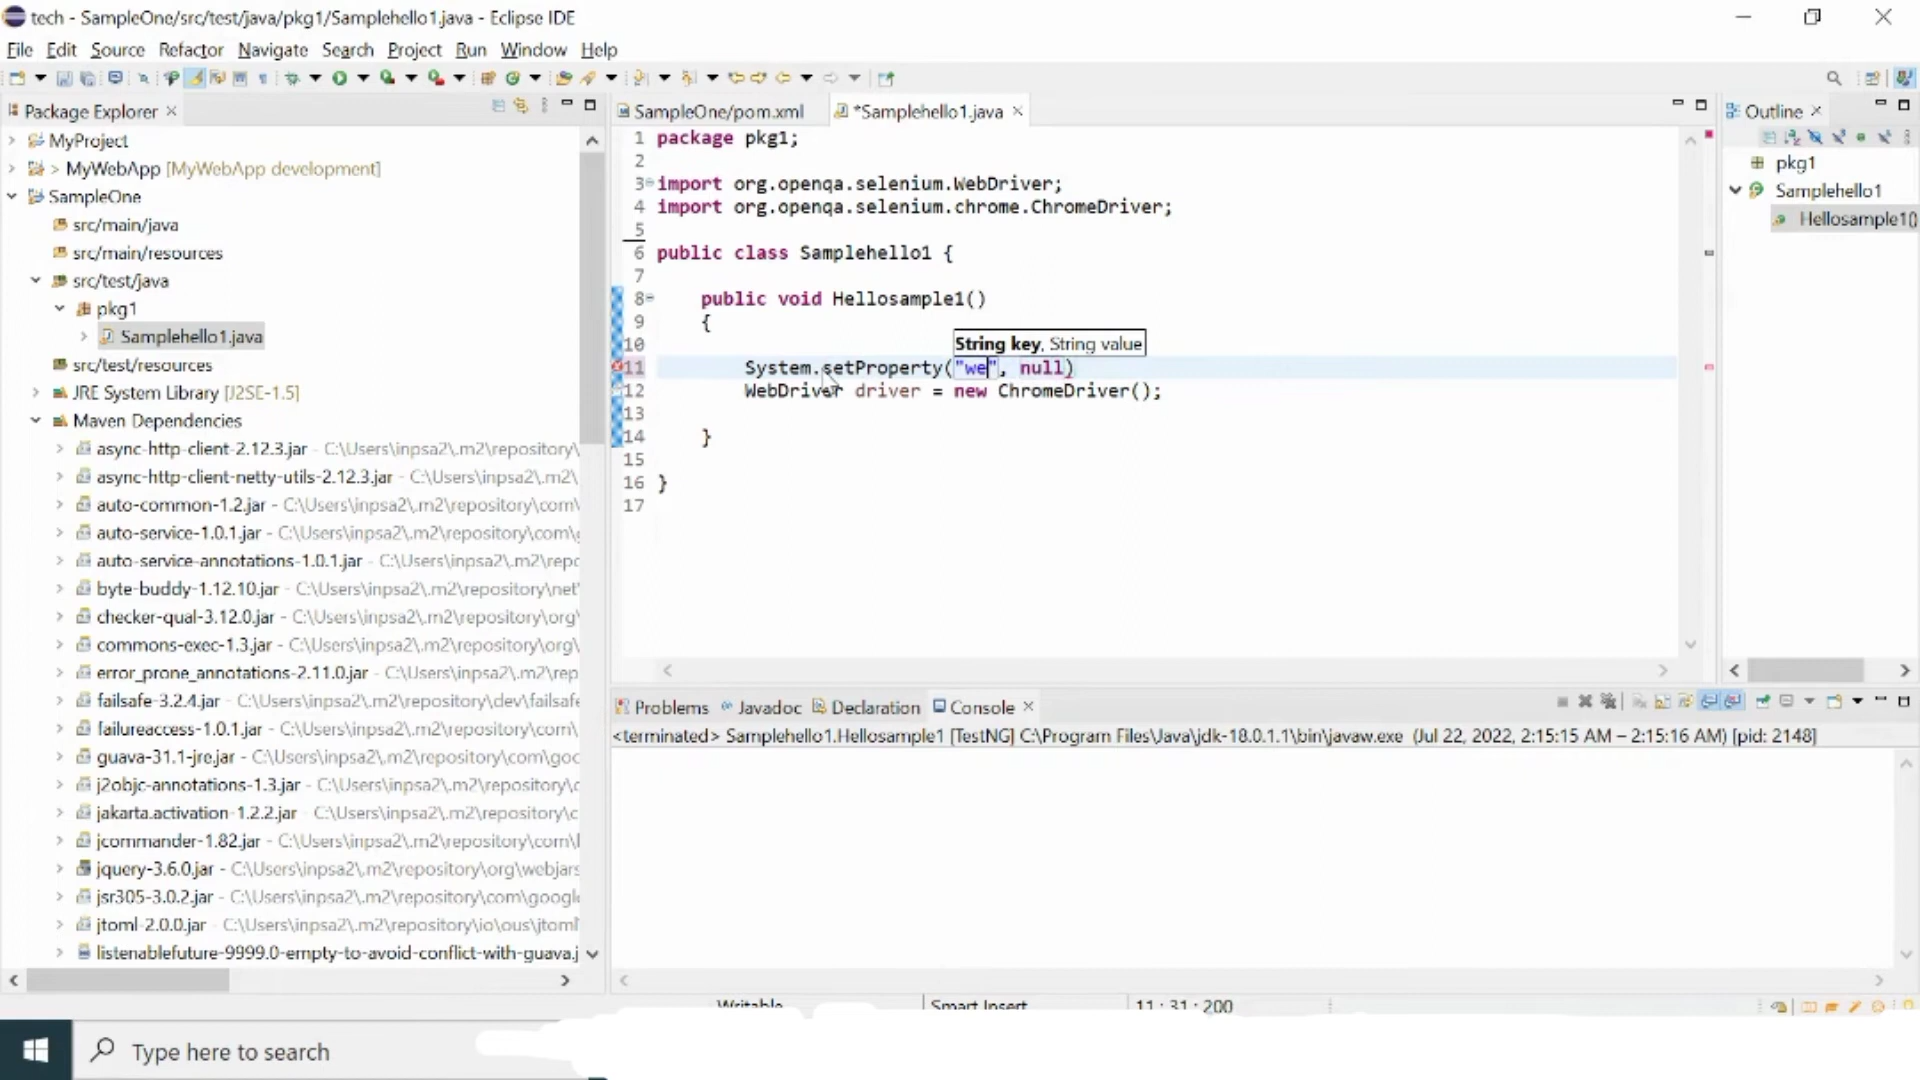 tech - SampleOne/src/test/java/pkg1/Samplehello1.java - Eclipse IDE
File Edit Source Refactor Navigate Search Project Run Window Help
Package Explorer
MyProject
> MyWebApp [MyWebApp development]
SampleOne
src/main/java
src/main/resources
src/test/java
pkg1
Samplehello1.java
src/test/resources
JRE System Library [J2SE-1.5]
Maven Dependencies
async-http-client-2.12.3.jar - C:\Users\inpsa2\.m2\repository\
async-http-client-netty-utils-2.12.3.jar - C:\Users\inpsa2\.m2\
auto-common-1.2.jar - C:\Users\inpsa2\.m2\repository\com\
auto-service-1.0.1.jar - C:\Users\inpsa2\.m2\repository\com\
auto-service-annotations-1.0.1.jar - C:\Users\inpsa2\.m2\repo
byte-buddy-1.12.10.jar - C:\Users\inpsa2\.m2\repository\net\
checker-qual-3.12.0.jar - C:\Users\inpsa2\.m2\repository\org\
commons-exec-1.3.jar - C:\Users\inpsa2\.m2\repository\org\
error_prone_annotations-2.11.0.jar - C:\Users\inpsa2\.m2\rep
failsafe-3.2.4.jar - C:\Users\inpsa2\.m2\repository\dev\failsafe
failureaccess-1.0.1.jar - C:\Users\inpsa2\.m2\repository\com\
guava-31.1-jre.jar - C:\Users\inpsa2\.m2\repository\com\goo
j2objc-annotations-1.3.jar - C:\Users\inpsa2\.m2\repository\
jakarta.activation-1.2.2.jar - C:\Users\inpsa2\.m2\repository\c
jcommander-1.82.jar - C:\Users\inpsa2\.m2\repository\com\
jquery-3.6.0.jar - C:\Users\inpsa2\.m2\repository\org\webjars
jsr305-3.0.2.jar - C:\Users\inpsa2\.m2\repository\com\google
jtoml-2.0.0.jar - C:\Users\inpsa2\.m2\repository\io\ous\jtoml
listenablefuture-9999.0-empty-to-avoid-conflict-with-guava.j
SampleOne/pom.xml *Samplehello1.java
1 package pkg1;
2
3 import org.openqa.selenium.WebDriver;
4 import org.openqa.selenium.chrome.ChromeDriver;
5
6 public class Samplehello1 {
7
8 public void Hellosample1()
9 {
10
String key, String value
11 System.setProperty("we", null)
12 WebDriver driver = new ChromeDriver();
13
14 }
15
16 }
17
Outline
pkg1
Samplehello1
Hellosample1()
Problems Javadoc Declaration Console
<terminated> Samplehello1.Hellosample1 [TestNG] C:\Program Files\Java\jdk-18.0.1.1\bin\javaw.exe (Jul 22, 2022, 2:15:15 AM – 2:15:16 AM) [pid: 2148]
Writable Smart Insert 11 : 31 : 200
Type here to search